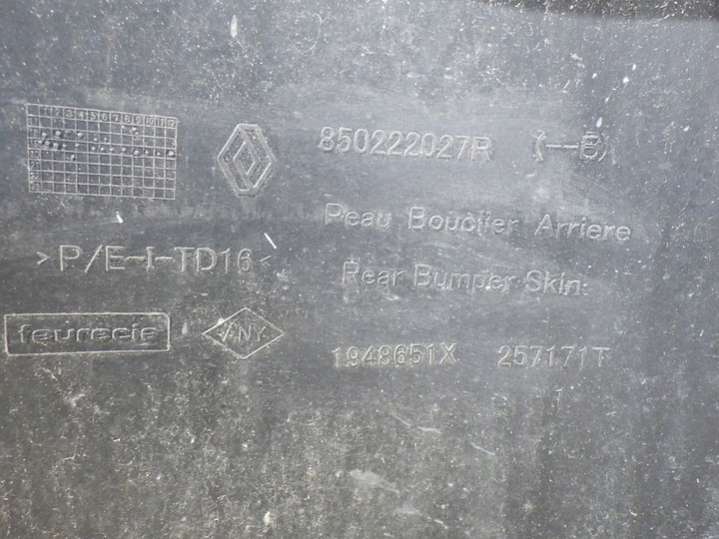 850222027R (--E)
Peau Bouclier Arriere
>P/E-I-TD16<
Rear Bumper Skin
faurecia
1948651X 257171T